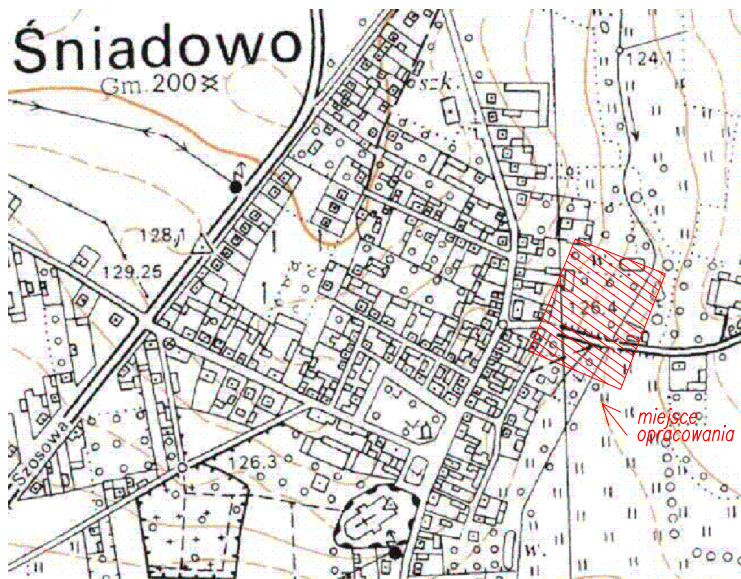 Śniadowo
Gm. 200
szk.
124,1
128,1
129.25
126.4
miejsce
opracowania
Szosowa
126.3
w.